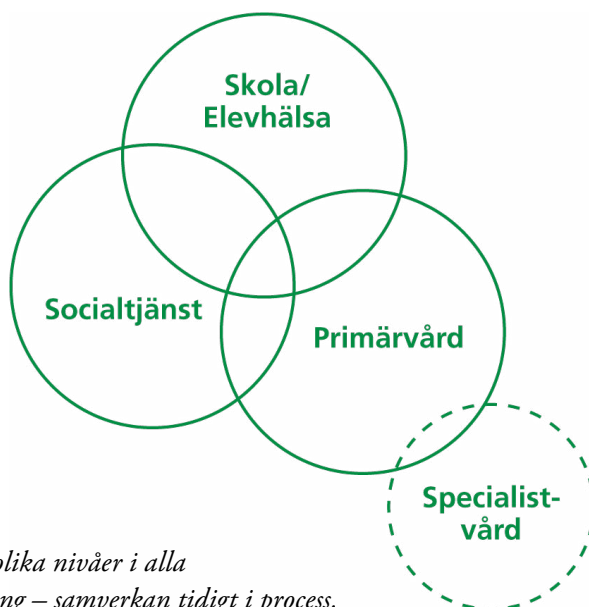 Skola/
Elevhälsa
Socialtjänst
Primärvård
Specialist-
vård
olika nivåer i alla
– samverkan tidigt i process.